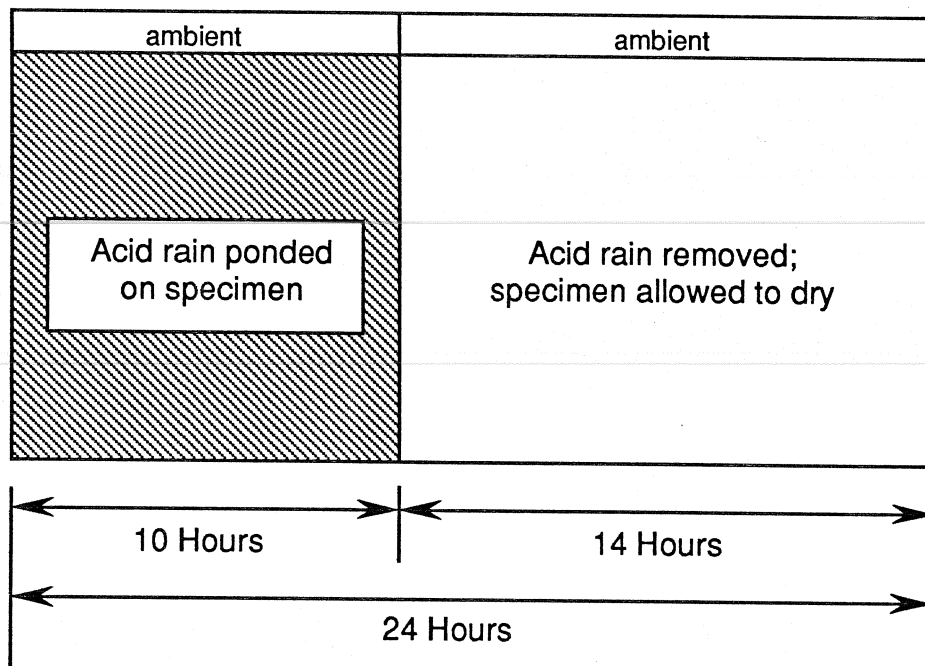 ambient
ambient
Acid rain ponded
on specimen
Acid rain removed;
specimen allowed to dry
10 Hours
14 Hours
24 Hours